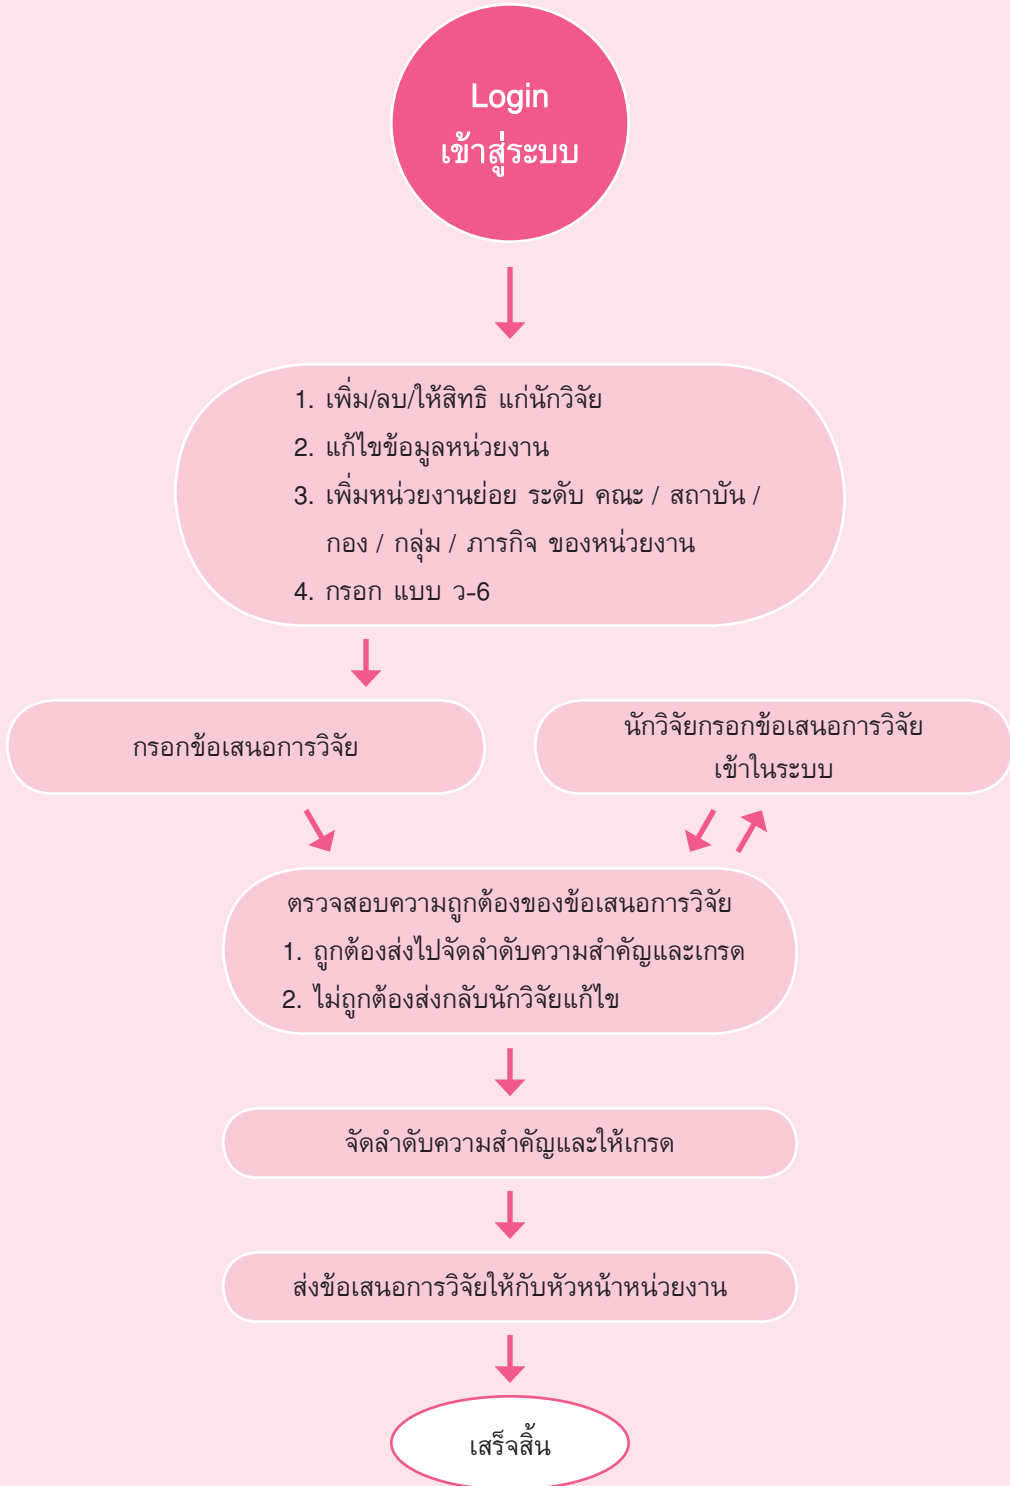 Login
เข้าสู่ระบบ
1. เพิ่ม/ลบ/ให้สิทธิ แก่นักวิจัย
2. แก้ไขข้อมูลหน่วยงาน
3. เพิ่มหน่วยงานย่อย ระดับ คณะ / สถาบัน /
กอง / กลุ่ม / ภารกิจ ของหน่วยงาน
4. กรอก แบบ ว-6
กรอกข้อเสนอการวิจัย
นักวิจัยกรอกข้อเสนอการวิจัย
เข้าในระบบ
ตรวจสอบความถูกต้องของข้อเสนอการวิจัย
1. ถูกต้องส่งไปจัดลำดับความสำคัญและเกรด
2. ไม่ถูกต้องส่งกลับนักวิจัยแก้ไข
จัดลำดับความสำคัญและให้เกรด
ส่งข้อเสนอการวิจัยให้กับหัวหน้าหน่วยงาน
เสร็จสิ้น